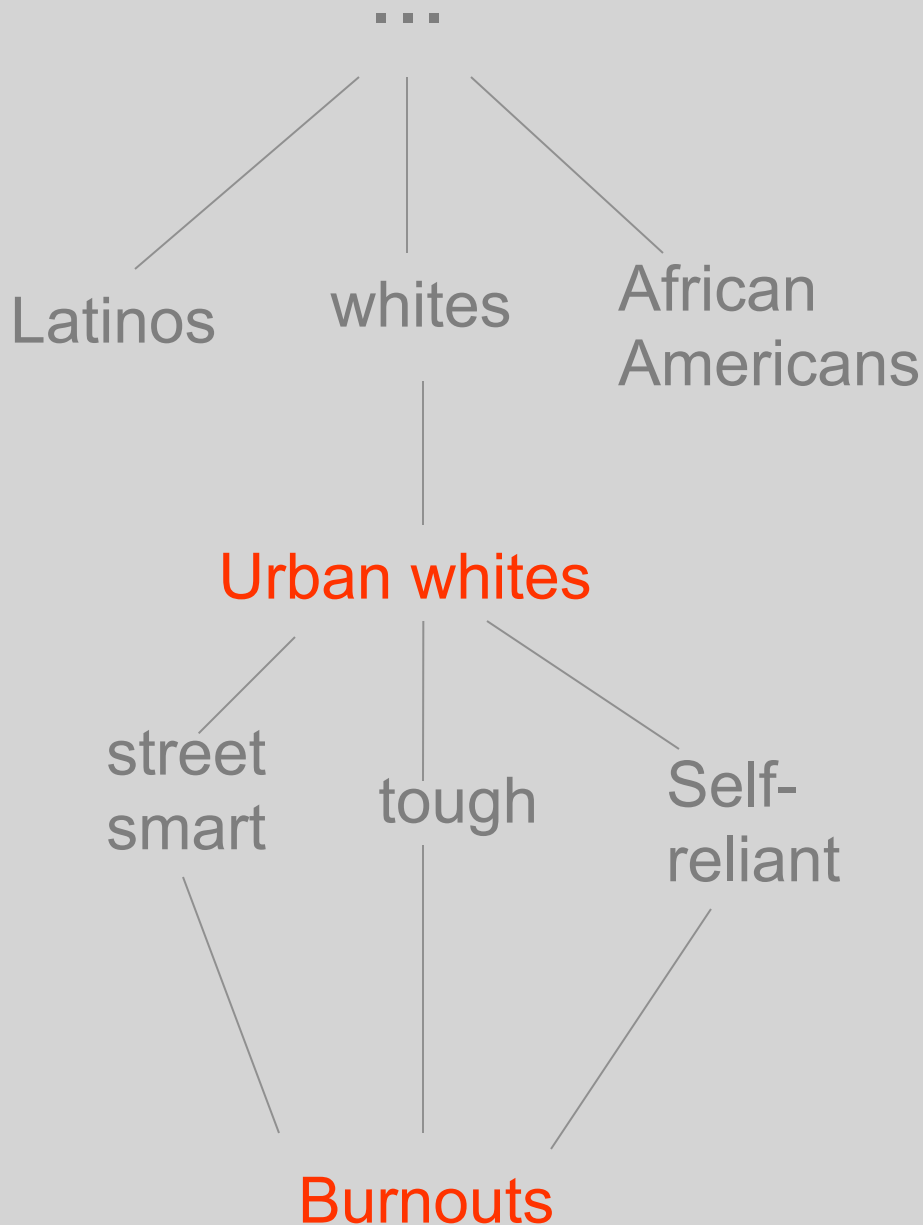 ...
Latinos
whites
African
Americans
Urban whites
street
smart
tough
Self-
reliant
Burnouts